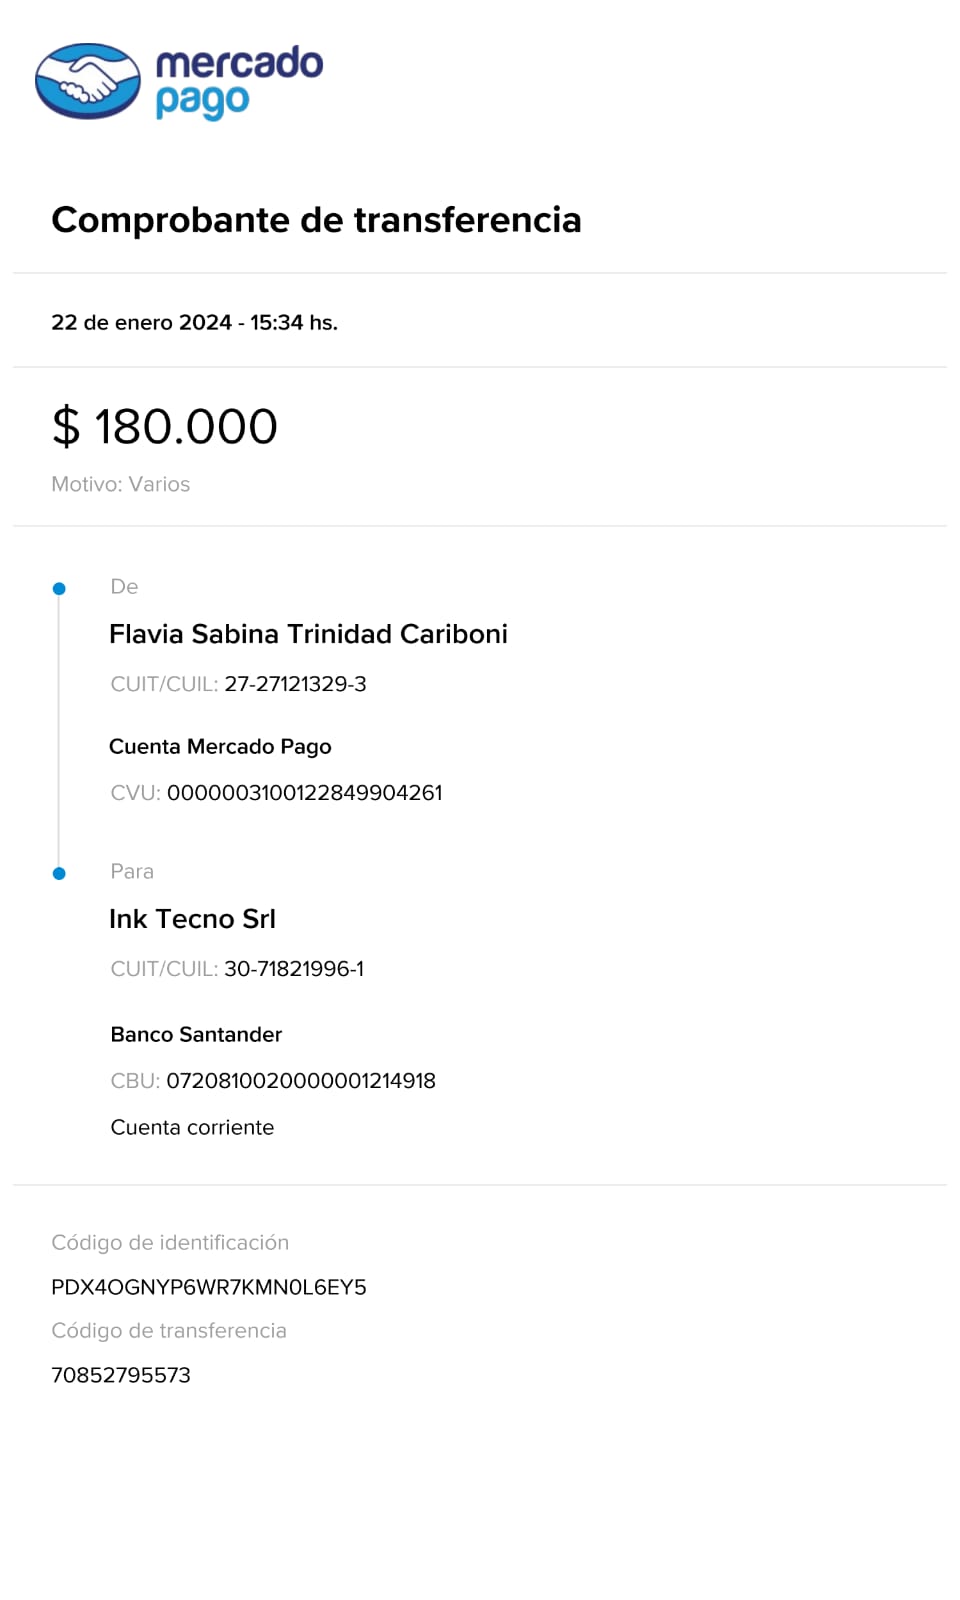 mercado
pago
Comprobante de transferencia
22 de enero 2024 - 15:34 hs.
$ 180.000
Motivo: Varios
De
Flavia Sabina Trinidad Cariboni
CUIT/CUIL: 27-27121329-3
Cuenta Mercado Pago
CVU: 0000003100122849904261
Para
Ink Tecno Srl
CUIT/CUIL: 30-71821996-1
Banco Santander
CBU: 0720810020000001214918
Cuenta corriente
Código de identificación
PDX4OGNYP6WR7KMN0L6EY5
Código de transferencia
70852795573